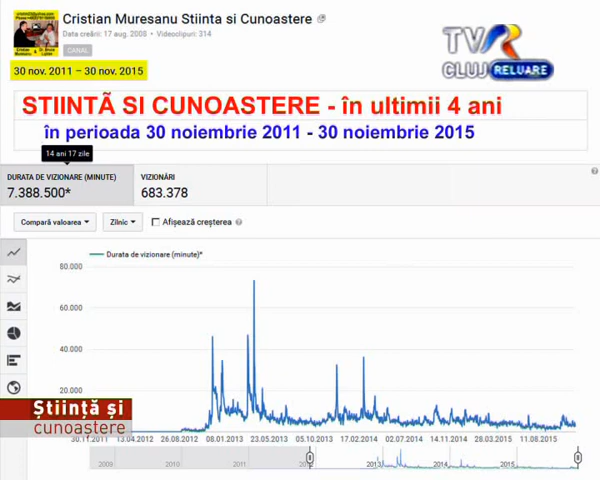 Cristian Muresanu Stiinta si Cunoastere
Data creării: 17 aug. 2008 • Videoclipuri: 314
CANAL
30 nov. 2011 – 30 nov. 2015
TVR
CLUJ RELUARE
STIINTÃ SI CUNOASTERE - în ultimii 4 ani
în perioada 30 noiembrie 2011 - 30 noiembrie 2015
14 ani 17 zile
DURATA DE VIZIONARE (MINUTE)
7.388.500*
VIZIONĂRI
683.378
Compară valoarea
Zilnic
Afișează creșterea
Durata de vizionare (minute)*
80.000
60.000
40.000
20.000
Știință și
cunoastere
30.11.2011 13.04.2012 26.08.2012 08.01.2013 23.05.2013 05.10.2013 17.02.2014 02.07.2014 14.11.2014 28.03.2015 11.08.2015
2009 2010 2011 2012 2013 2014 2015